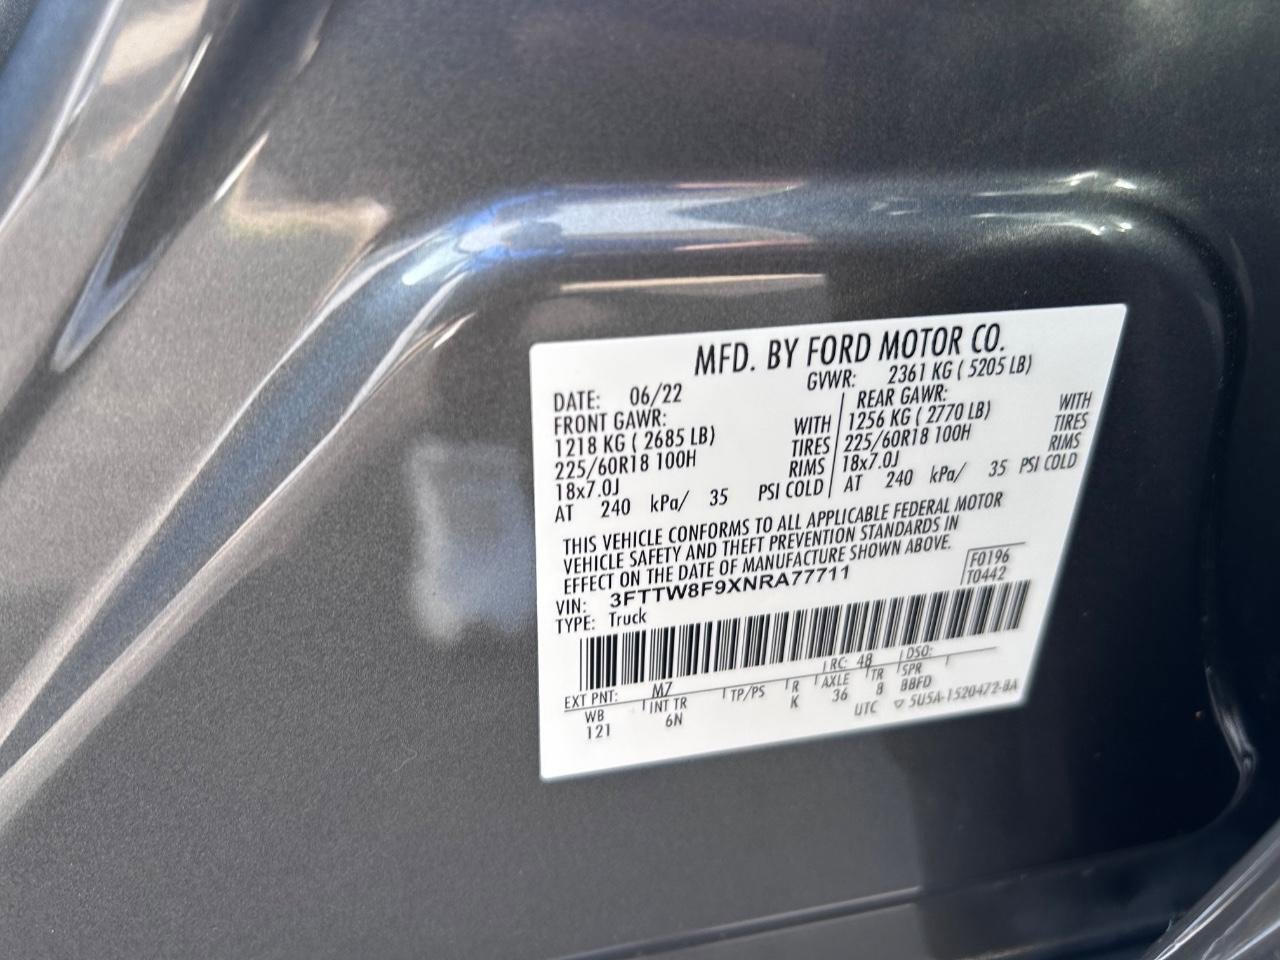 MFD. BY FORD MOTOR CO.
DATE: 06/22 GVWR: 2361 KG ( 5205 LB)
FRONT GAWR: REAR GAWR:
1218 KG ( 2685 LB) WITH 1256 KG ( 2770 LB) WITH
225/60R18 100H TIRES 225/60R18 100H TIRES
18x7.0J RIMS 18x7.0J RIMS
AT 240 kPa/ 35 PSI COLD AT 240 kPa/ 35 PSI COLD
THIS VEHICLE CONFORMS TO ALL APPLICABLE FEDERAL MOTOR
VEHICLE SAFETY AND THEFT PREVENTION STANDARDS IN
EFFECT ON THE DATE OF MANUFACTURE SHOWN ABOVE.
VIN: 3FTTW8F9XNRA77711 F0196
TYPE: Truck T0442
EXT PNT: M7 RC: 48 DSO:
WB INT TR TP/PS R AXLE TR SPR
121 6N K 36 8 BBFD
UTC ▽ 5U5A-1520472-BA